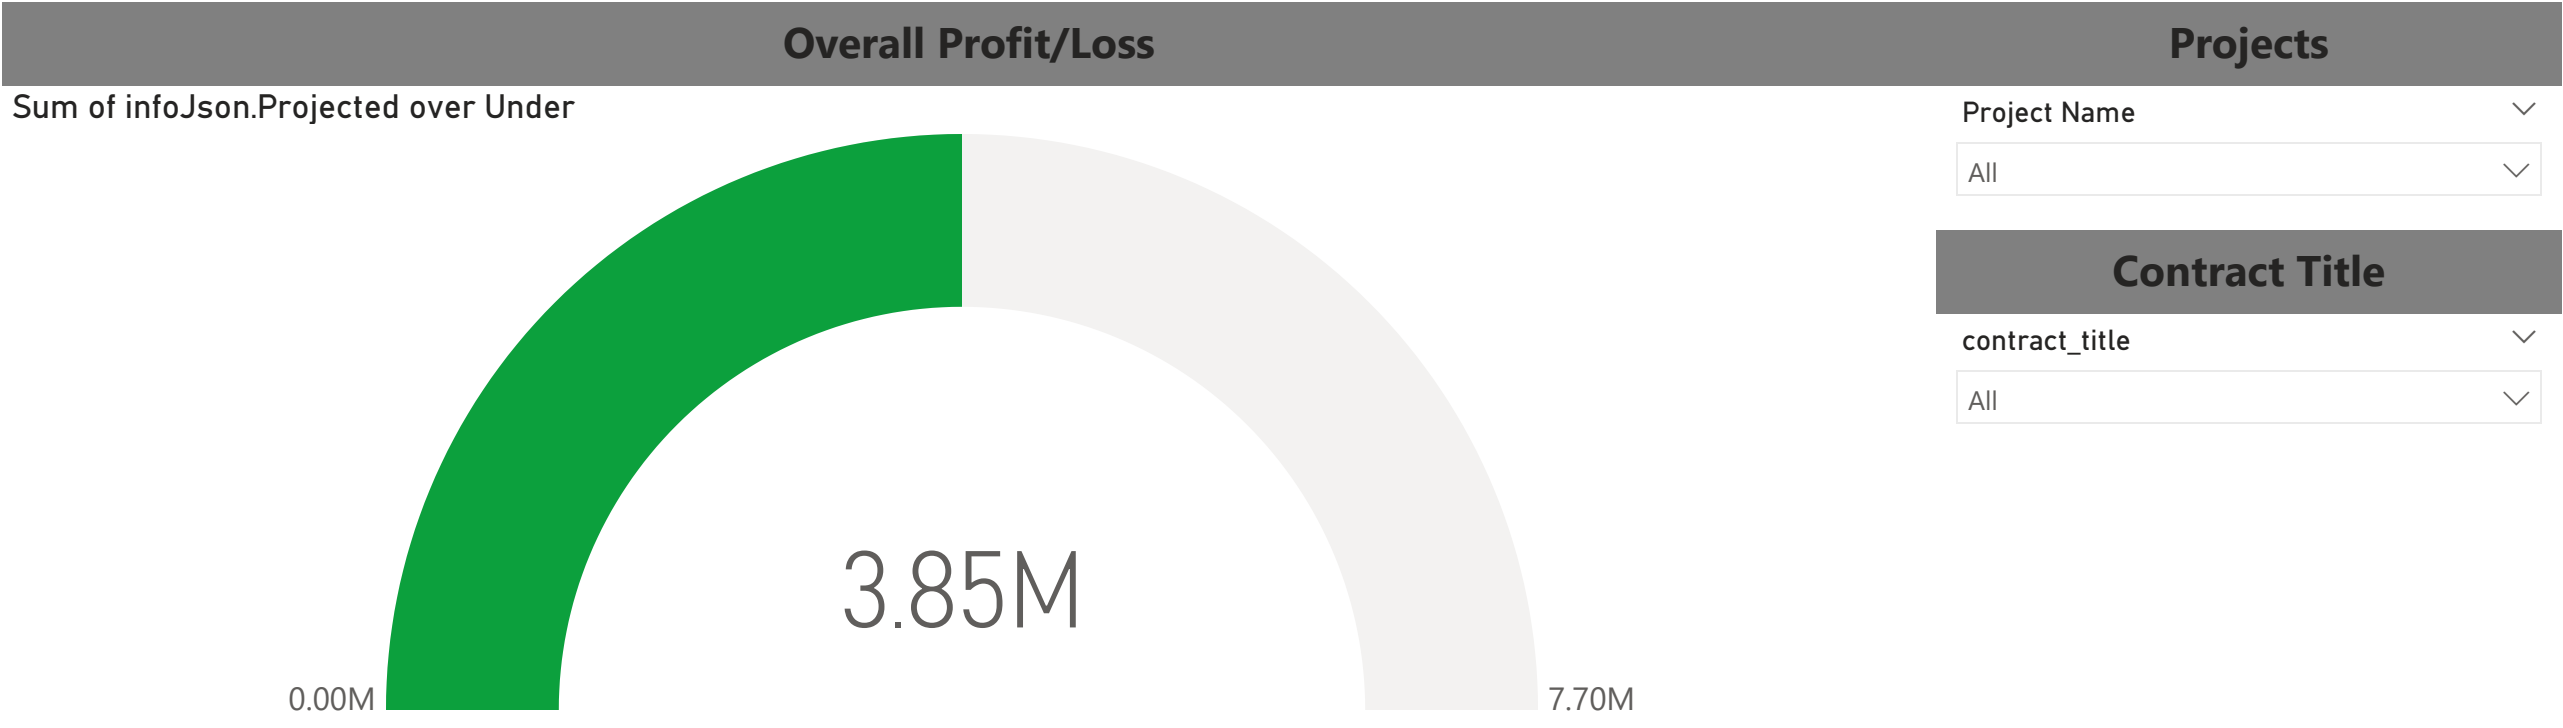 Overall Profit/Loss
Sum of infoJson.Projected over Under
3.85M
0.00M
7.70M
Projects
Project Name
All
Contract Title
contract_title
All